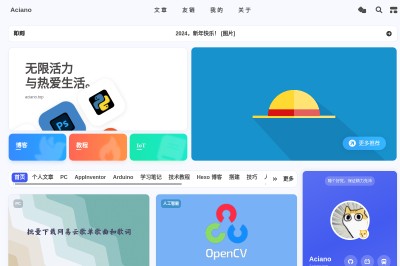 Aciano
文章
友链
我的
关于
2024，新年快乐！ [图片]
无限活力
与热爱生活。
Ps
博客
教程
IoT
更多推荐
首页 个人文章 PC AppInventor Arduino 学习笔记 技术教程 Hexo 博客 搭建 技巧
更多
PC
批量下载网易云歌单歌曲和歌词
人工智能
OpenCV
Aciano